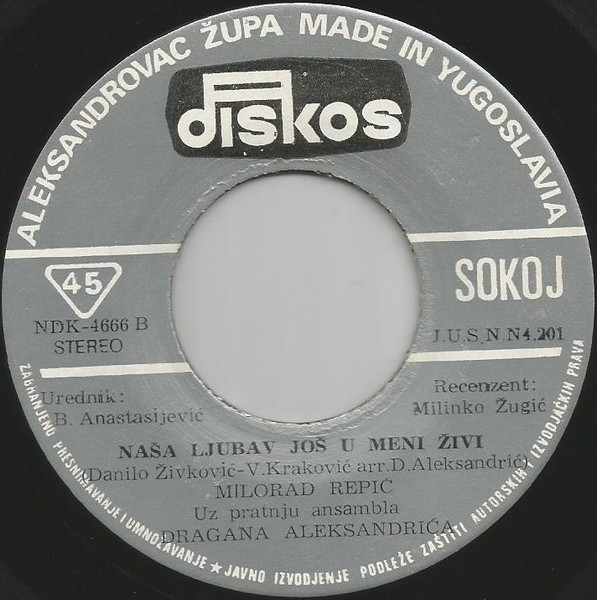 ALEKSANDROVAC ŽUPA MADE IN YUGOSLAVIA
diskos
45
SOKOJ
NDK-4666 B
STEREO
J.U.S. N.N4.201
Urednik:
B. Anastasijević
Recenzent:
Milinko Žugić
NAŠA LJUBAV JOŠ U MENI ŽIVI
(Danilo Živković-V.Kraković arr.D.Aleksandrić)
MILORAD REPIĆ
Uz pratnju ansambla
DRAGANA ALEKSANDRIĆA
ZABRANJENO PRESNIMAVANJE I UMNOŽAVANJE ★ JAVNO IZVODJENJE PODLEŽE ZAŠTITI AUTORSKIH I IZVODJAČKIH PRAVA